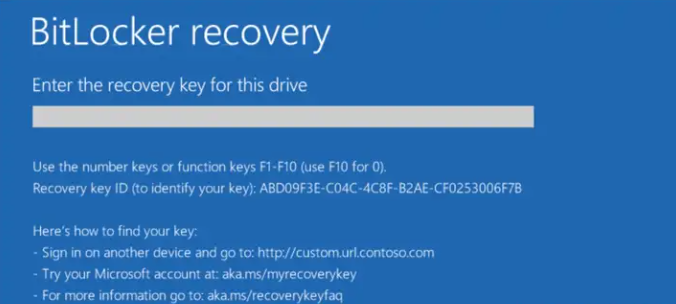 BitLocker recovery
Enter the recovery key for this drive
Use the number keys or function keys F1-F10 (use F10 for 0).
Recovery key ID (to identify your key): ABD09F3E-C04C-4C8F-B2AE-CF0253006F7B
Here's how to find your key:
- Sign in on another device and go to: http://custom.url.contoso.com
- Try your Microsoft account at: aka.ms/myrecoverykey
- For more information go to: aka.ms/recoverykeyfaq